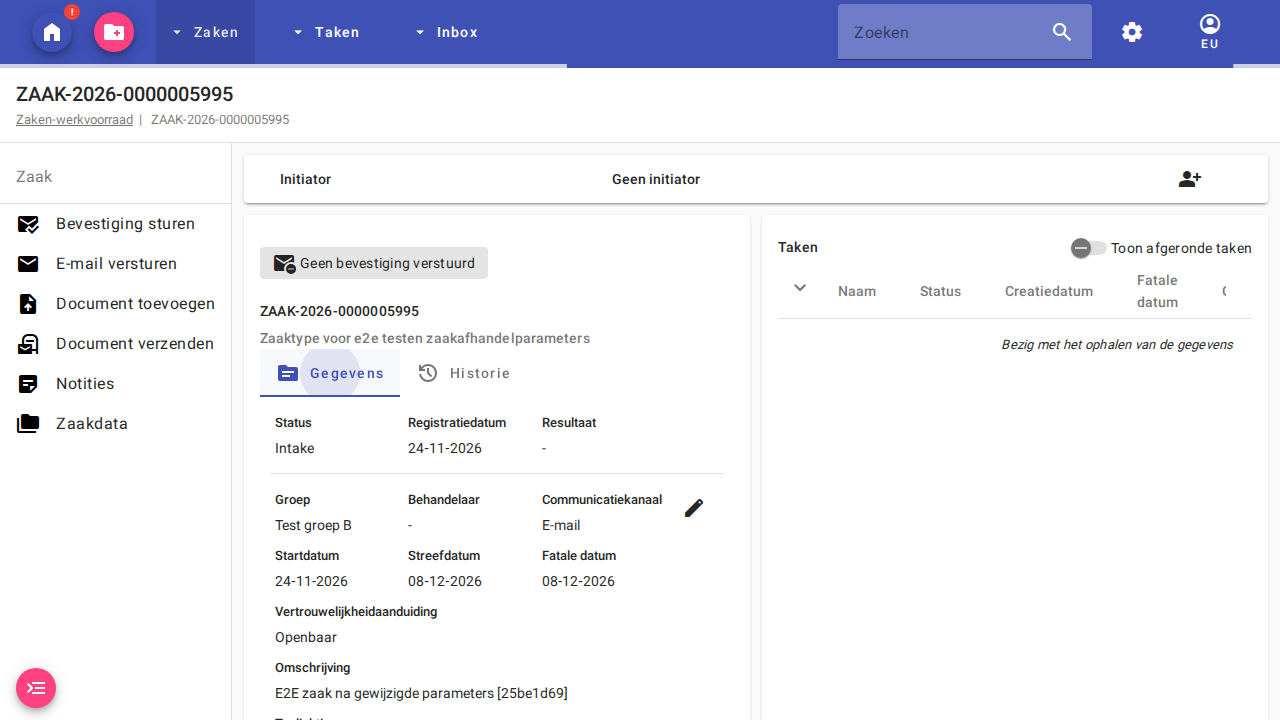 !
Zaken
Taken
Inbox
Zoeken
EU
ZAAK-2026-0000005995
Zaken-werkvoorraad | ZAAK-2026-0000005995
Zaak
Bevestiging sturen
E-mail versturen
Document toevoegen
Document verzenden
Notities
Zaakdata
Initiator
Geen initiator
Geen bevestiging verstuurd
ZAAK-2026-0000005995
Zaaktype voor e2e testen zaakafhandelparameters
Gegevens
Historie
Status
Registratiedatum
Resultaat
Intake
24-11-2026
-
Groep
Behandelaar
Communicatiekanaal
Test groep B
-
E-mail
Startdatum
Streefdatum
Fatale datum
24-11-2026
08-12-2026
08-12-2026
Vertrouwelijkheidaanduiding
Openbaar
Omschrijving
E2E zaak na gewijzigde parameters [25be1d69]
Taken
Toon afgeronde taken
Naam
Status
Creatiedatum
Fatale
datum
Bezig met het ophalen van de gegevens